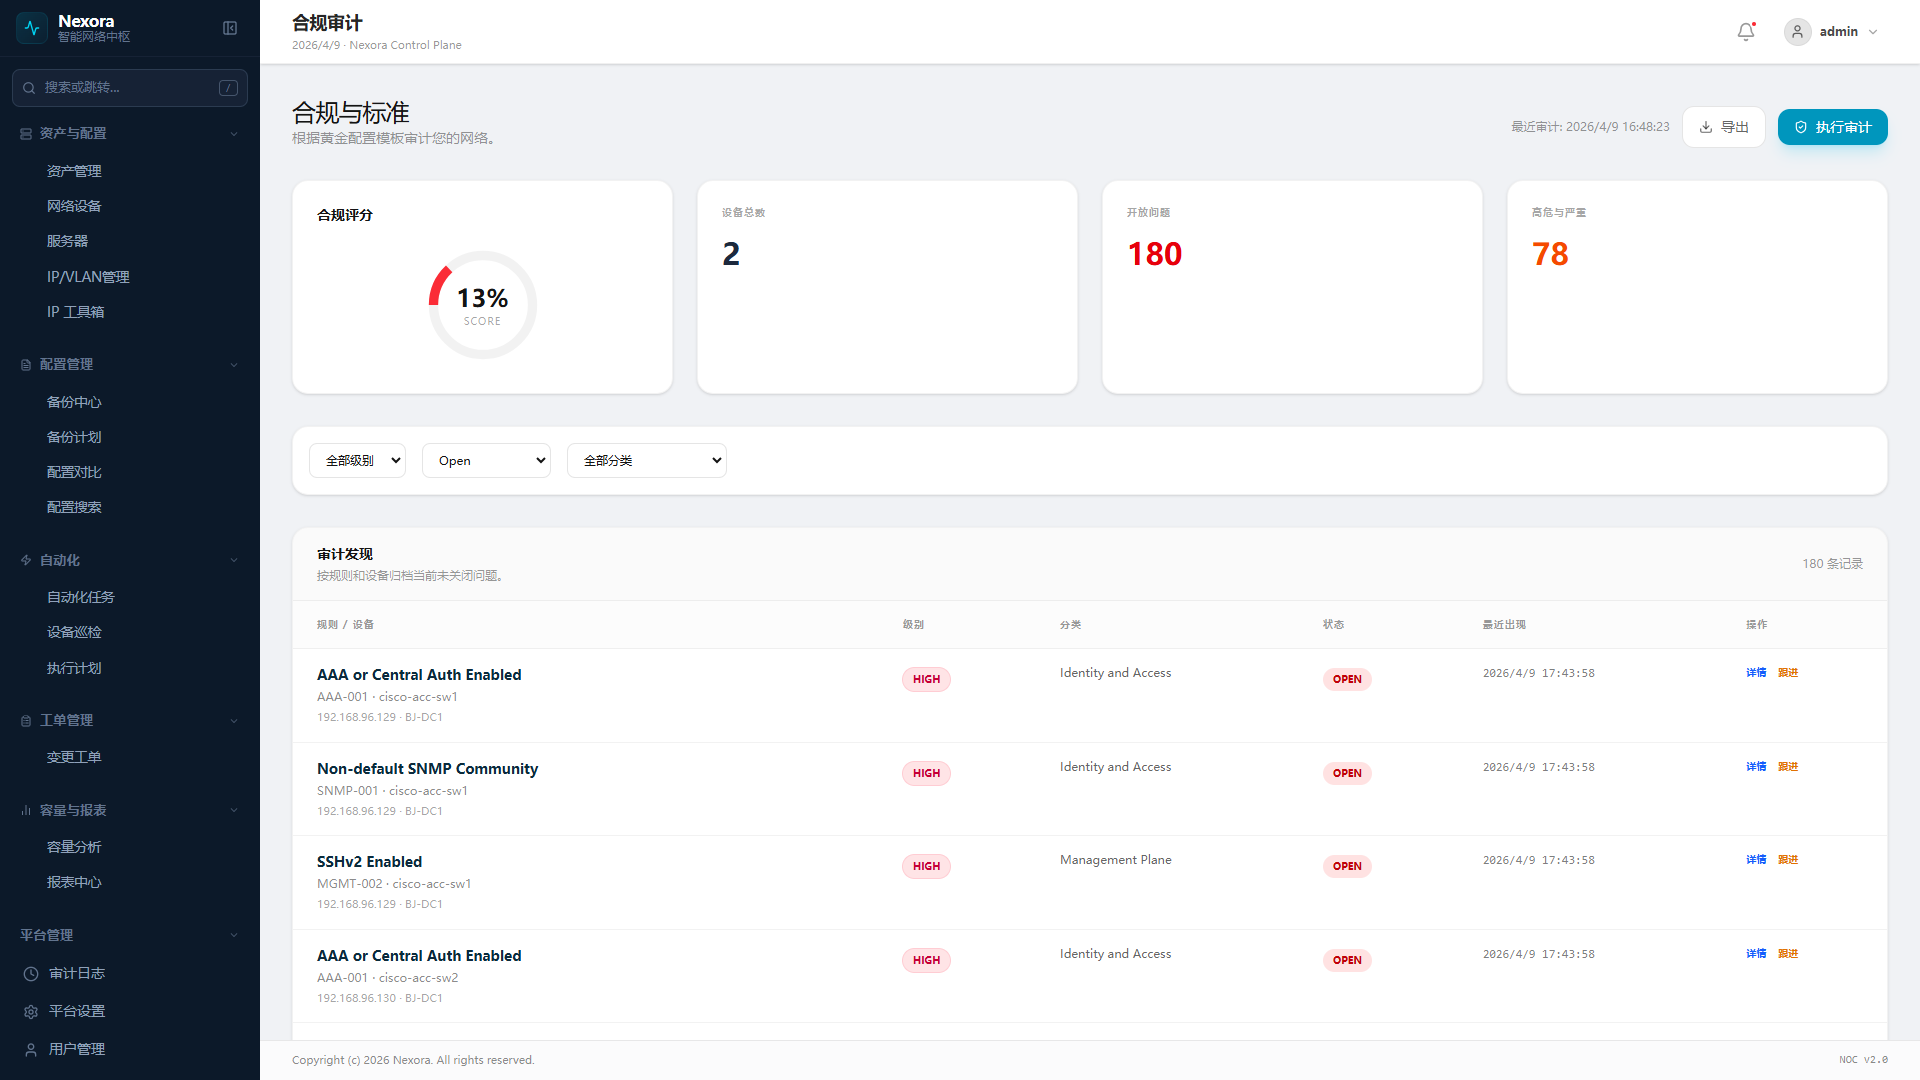 Nexora
智能网络中枢
搜索或跳转...
/
资产与配置
资产管理
网络设备
服务器
IP/VLAN管理
IP 工具箱
配置管理
备份中心
备份计划
配置对比
配置搜索
自动化
自动化任务
设备巡检
执行计划
工单管理
变更工单
容量与报表
容量分析
报表中心
平台管理
审计日志
平台设置
用户管理
合规审计
2026/4/9 · Nexora Control Plane
admin
合规与标准
根据黄金配置模板审计您的网络。
最近审计: 2026/4/9 16:48:23
导出
执行审计
合规评分
13%
SCORE
设备总数
2
开放问题
180
高危与严重
78
全部级别
Open
全部分类
审计发现
按规则和设备归档当前未关闭问题。
180 条记录
规则 / 设备 级别 分类 状态 最近出现 操作
AAA or Central Auth Enabled HIGH Identity and Access OPEN 2026/4/9 17:43:58 详情 跟进
AAA-001 · cisco-acc-sw1
192.168.96.129 · BJ-DC1
Non-default SNMP Community HIGH Identity and Access OPEN 2026/4/9 17:43:58 详情 跟进
SNMP-001 · cisco-acc-sw1
192.168.96.129 · BJ-DC1
SSHv2 Enabled HIGH Management Plane OPEN 2026/4/9 17:43:58 详情 跟进
MGMT-002 · cisco-acc-sw1
192.168.96.129 · BJ-DC1
AAA or Central Auth Enabled HIGH Identity and Access OPEN 2026/4/9 17:43:58 详情 跟进
AAA-001 · cisco-acc-sw2
192.168.96.130 · BJ-DC1
Copyright (c) 2026 Nexora. All rights reserved.
NOC v2.0